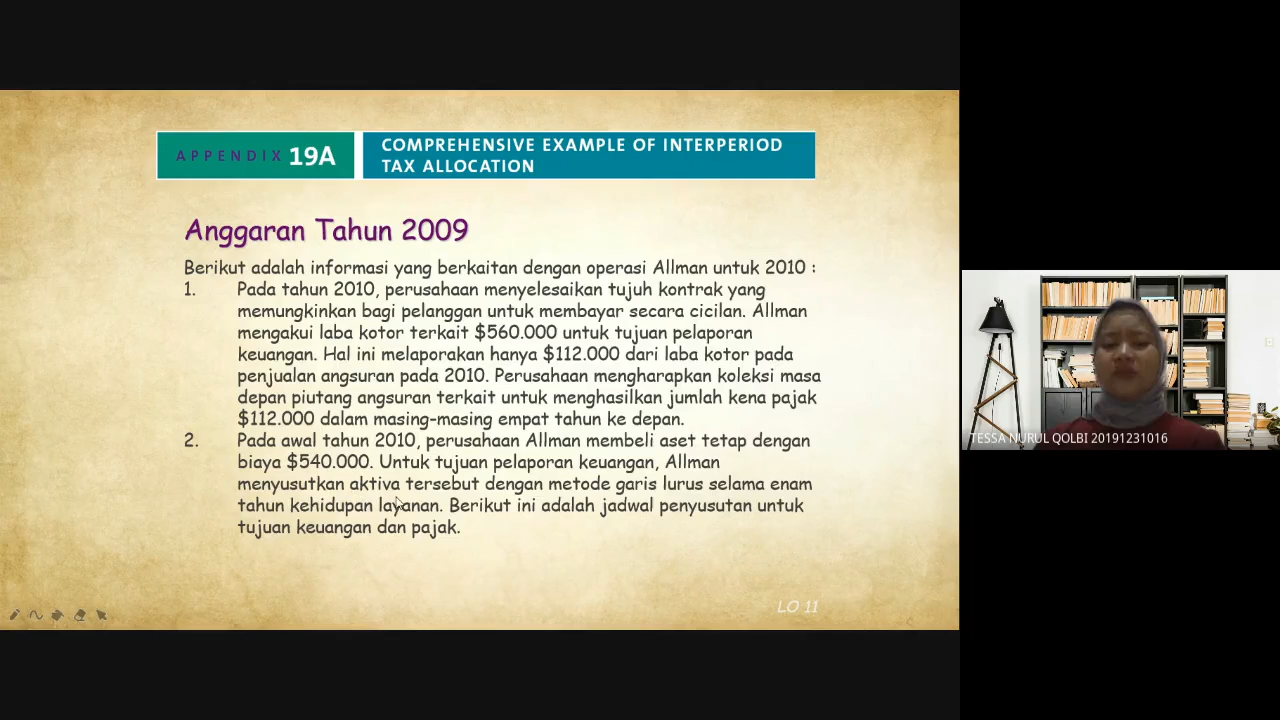 APPENDIX 19A
COMPREHENSIVE EXAMPLE OF INTERPERIOD
TAX ALLOCATION
Anggaran Tahun 2009
Berikut adalah informasi yang berkaitan dengan operasi Allman untuk 2010 :
1. Pada tahun 2010, perusahaan menyelesaikan tujuh kontrak yang
memungkinkan bagi pelanggan untuk membayar secara cicilan. Allman
mengakui laba kotor terkait $560.000 untuk tujuan pelaporan
keuangan. Hal ini melaporakan hanya $112.000 dari laba kotor pada
penjualan angsuran pada 2010. Perusahaan mengharapkan koleksi masa
depan piutang angsuran terkait untuk menghasilkan jumlah kena pajak
$112.000 dalam masing-masing empat tahun ke depan.
2. Pada awal tahun 2010, perusahaan Allman membeli aset tetap dengan
biaya $540.000. Untuk tujuan pelaporan keuangan, Allman
menyusutkan aktiva tersebut dengan metode garis lurus selama enam
tahun kehidupan layanan. Berikut ini adalah jadwal penyusutan untuk
tujuan keuangan dan pajak.
LO 11
TESSA NURUL QOLBI 20191231016